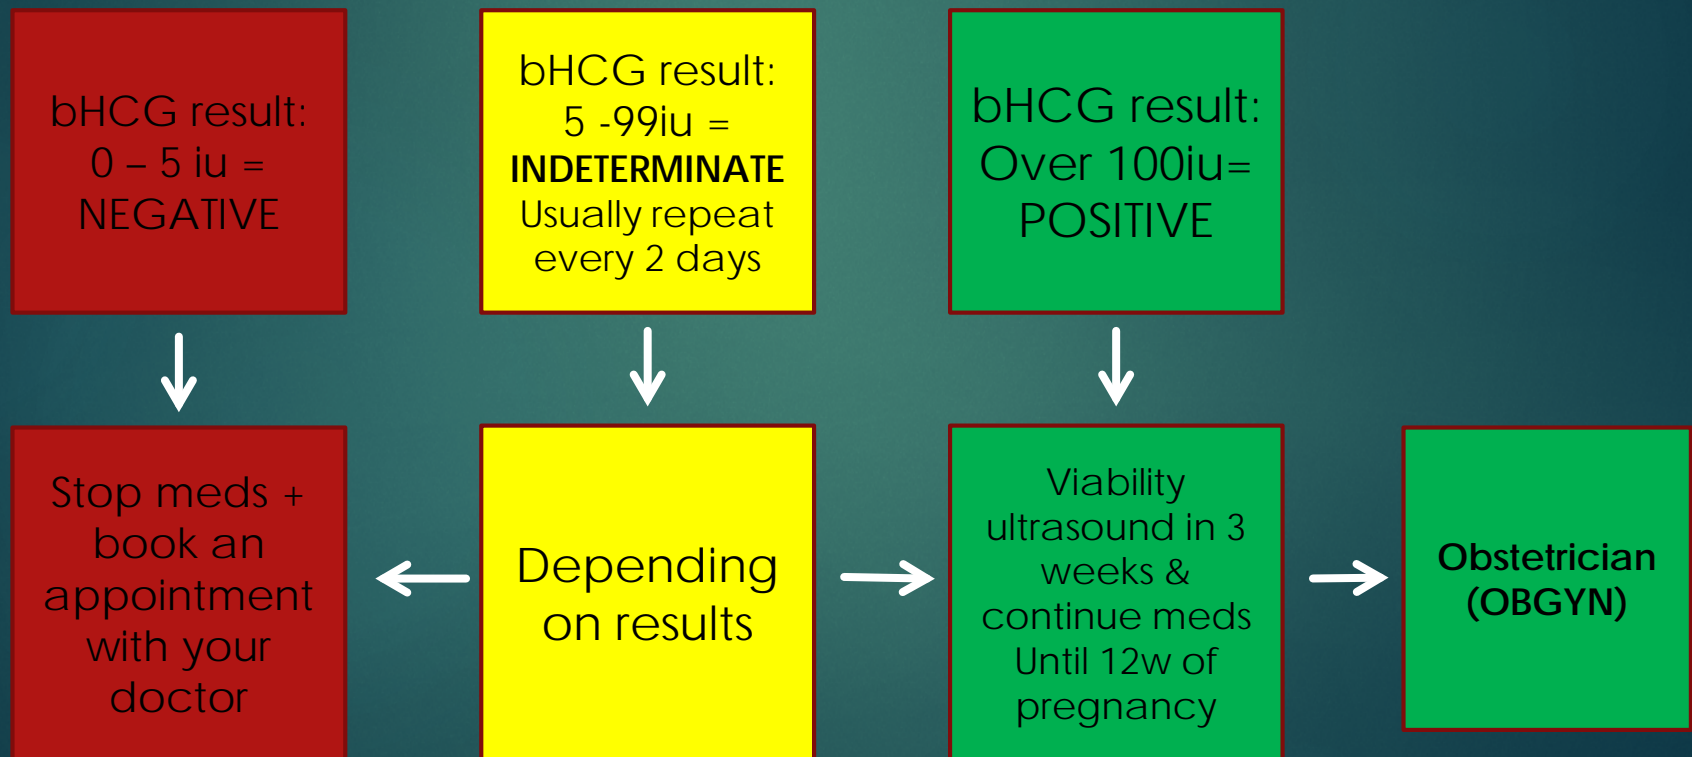 bHCG result:
0 – 5 iu =
NEGATIVE
bHCG result:
5 -99iu =
INDETERMINATE
Usually repeat
every 2 days
bHCG result:
Over 100iu=
POSITIVE
Stop meds +
book an
appointment
with your
doctor
Depending
on results
Viability
ultrasound in 3
weeks &
continue meds
Until 12w of
pregnancy
Obstetrician
(OBGYN)